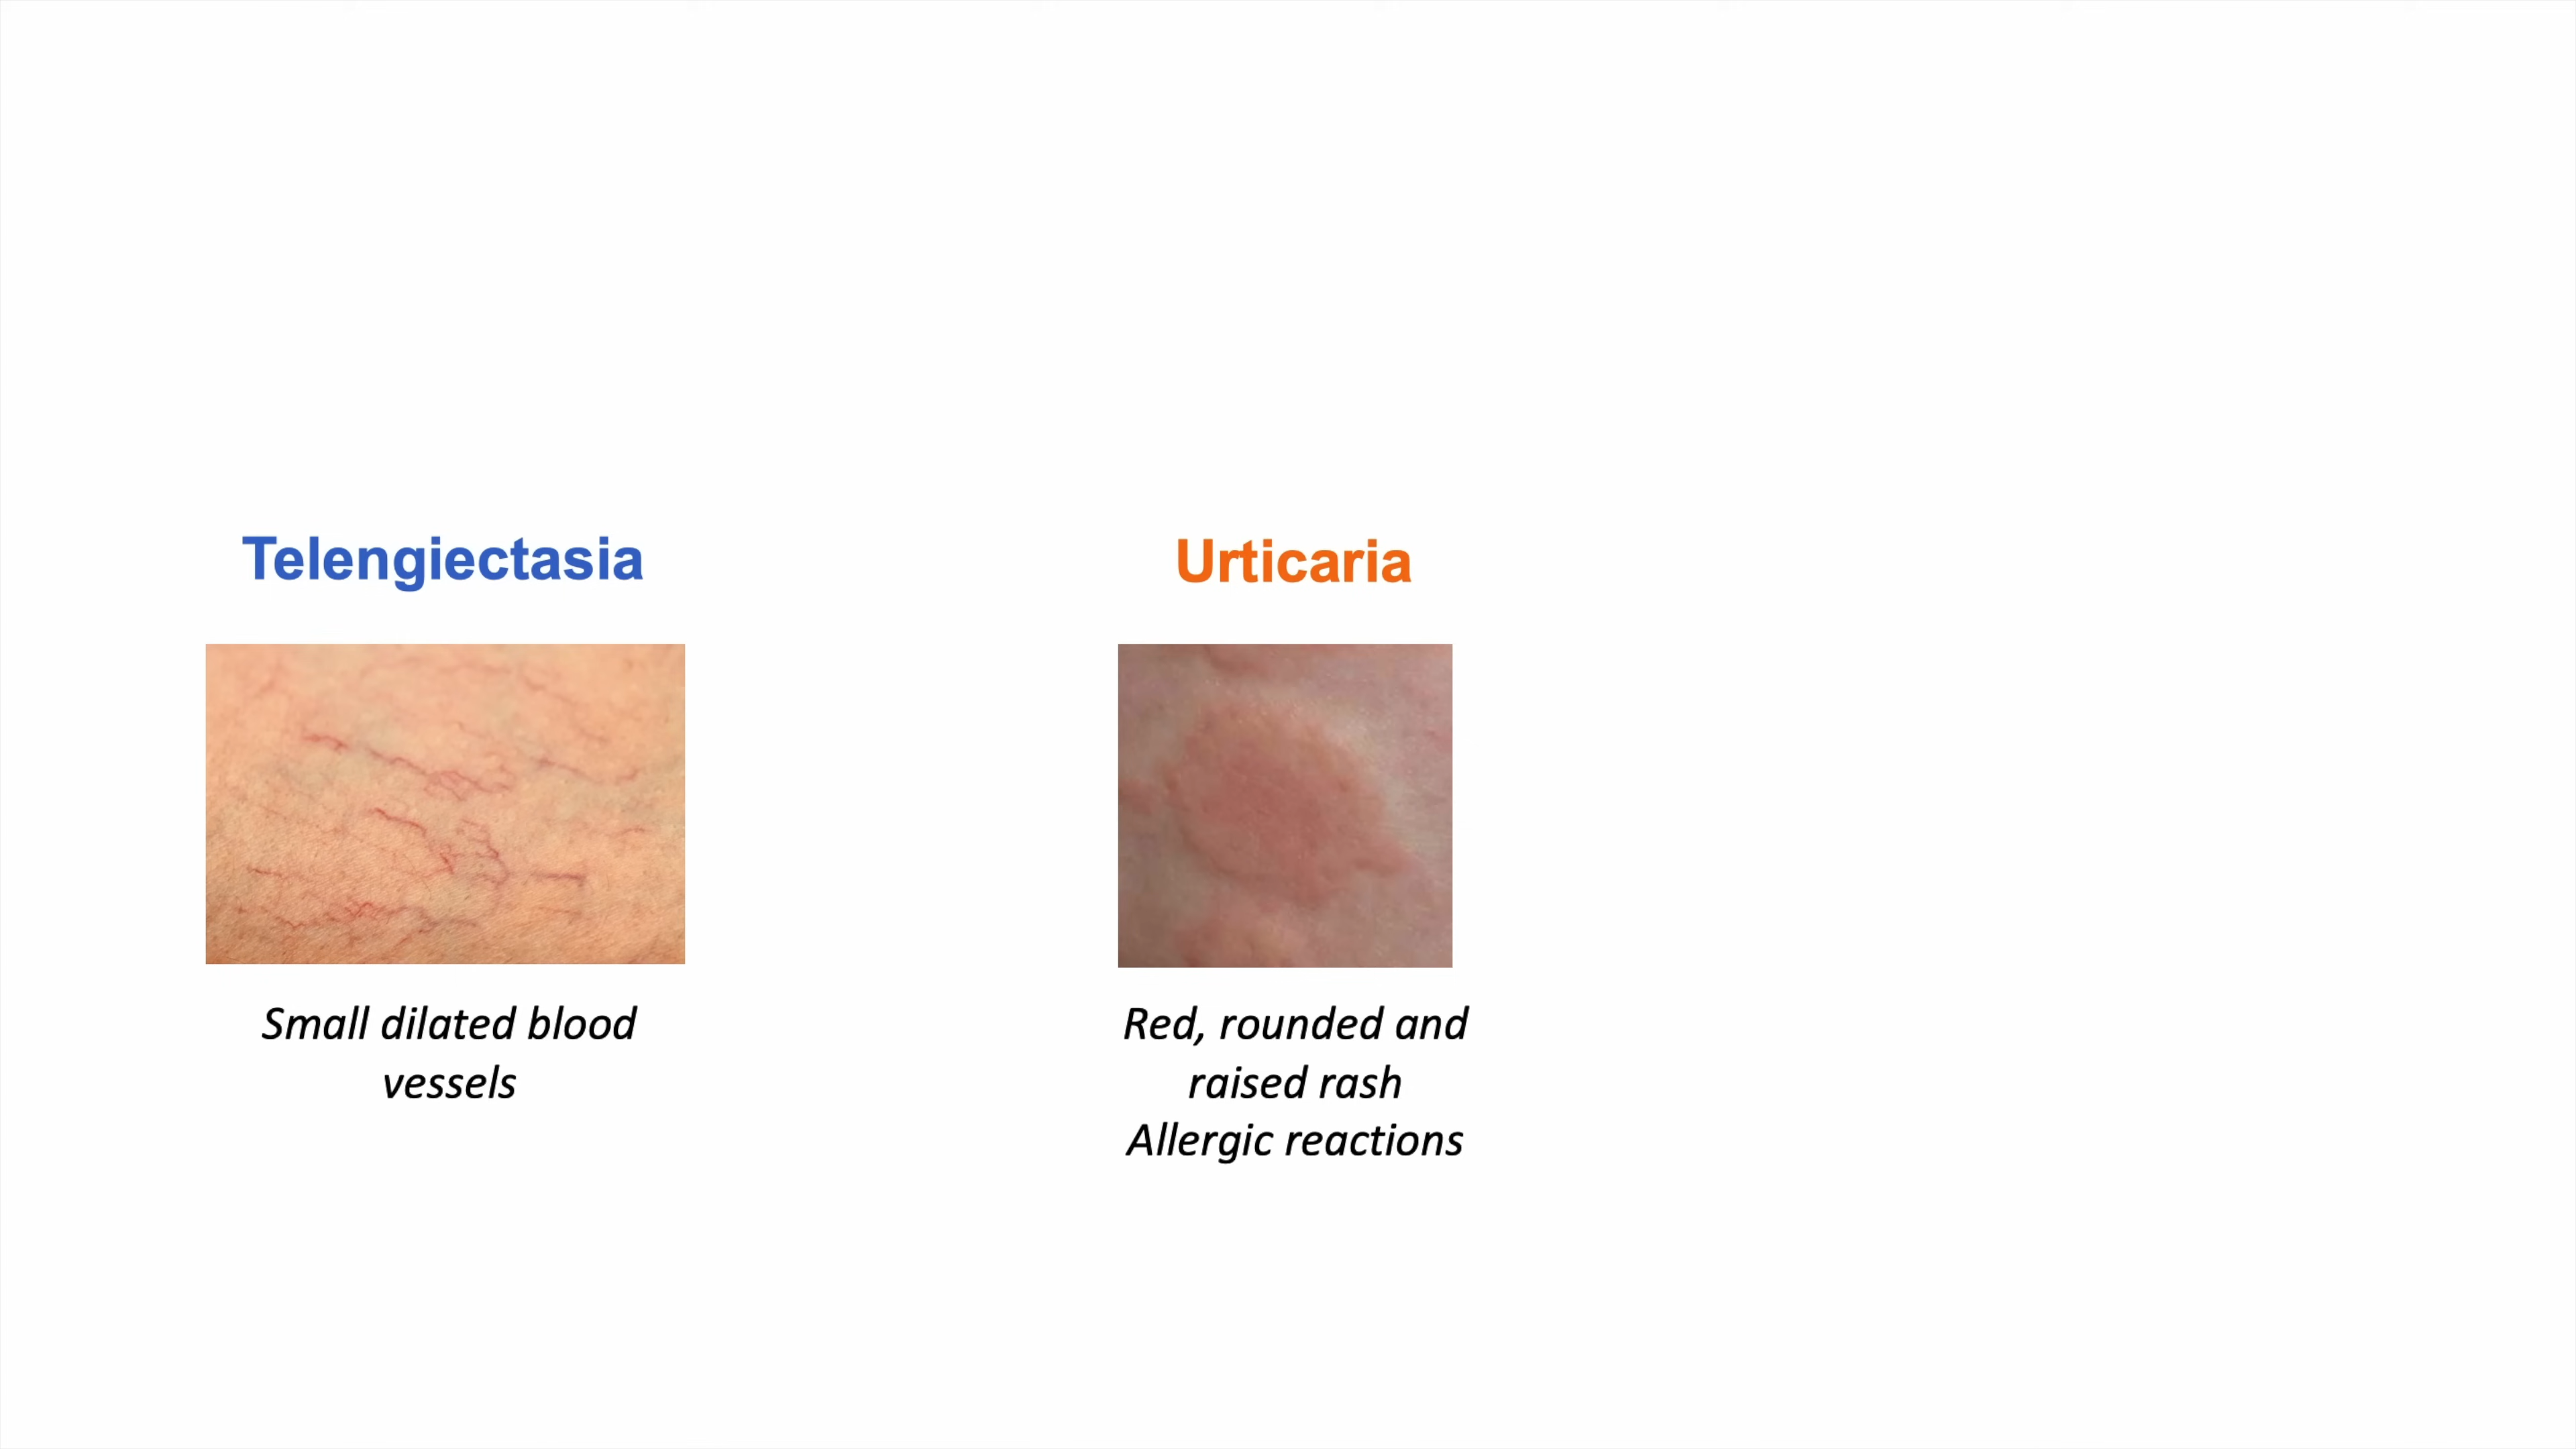 Telengiectasia
Small dilated blood
vessels
Urticaria
Red, rounded and
raised rash
Allergic reactions